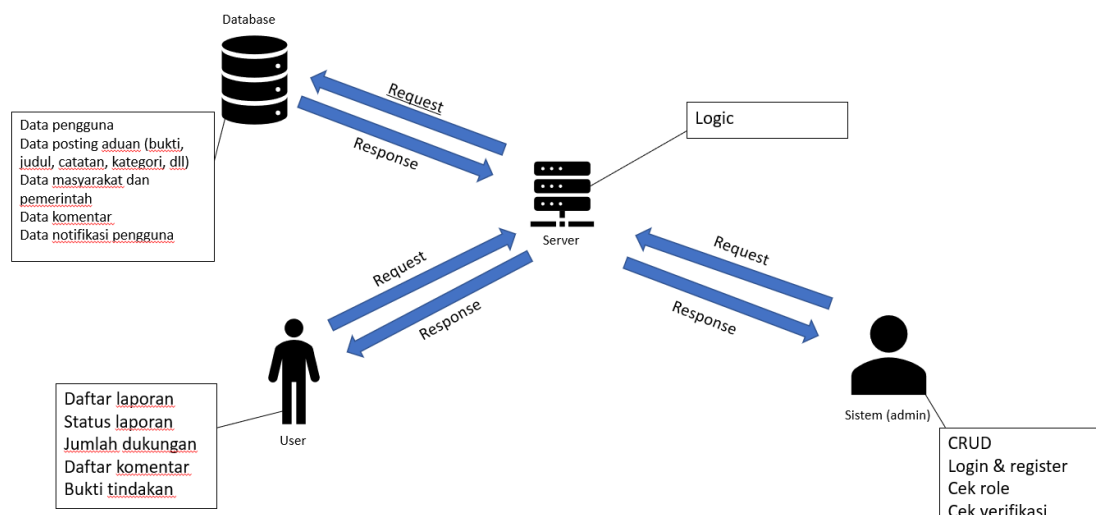 Database
Request
Response
Data pengguna
Data posting aduan (bukti,
judul, catatan, kategori, dll)
Data masyarakat dan
pemerintah
Data komentar
Data notifikasi pengguna
Logic
Server
Request
Response
Request
Response
User
Daftar laporan
Status laporan
Jumlah dukungan
Daftar komentar
Bukti tindakan
Sistem (admin)
CRUD
Login & register
Cek role
Cek verifikasi